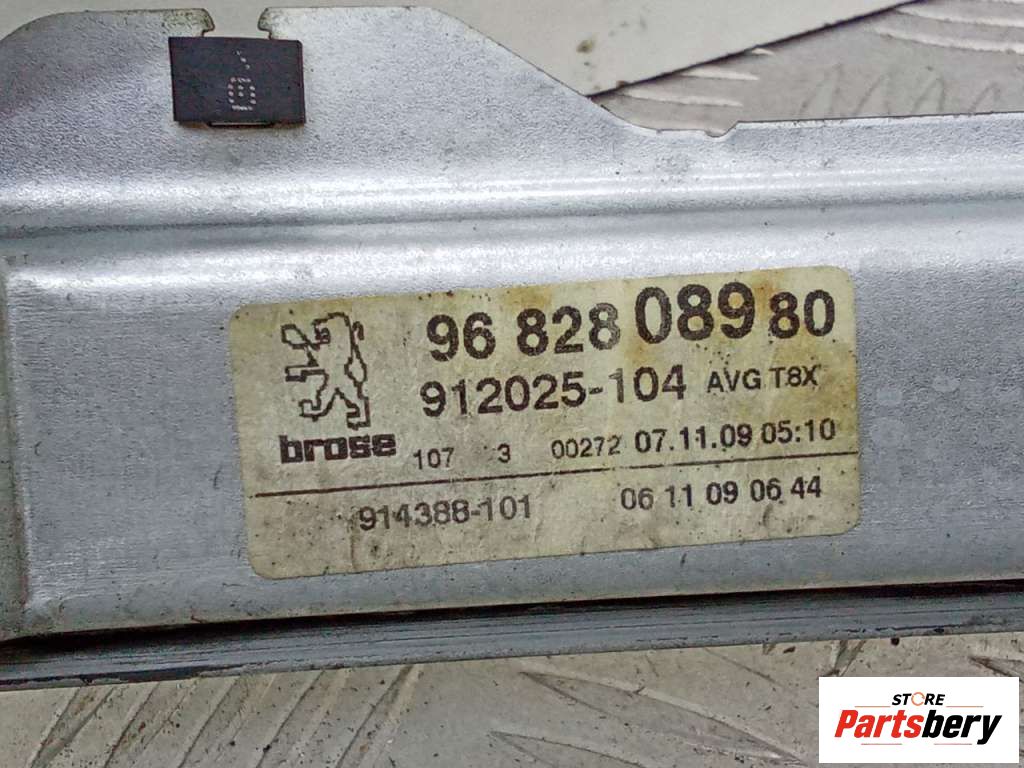 96 828 089 80
912025-104 AVG T8X
brose 107 3 00272 07.11.09 05:10
914388-101 06 11 09 06 44
STORE
Partsbery